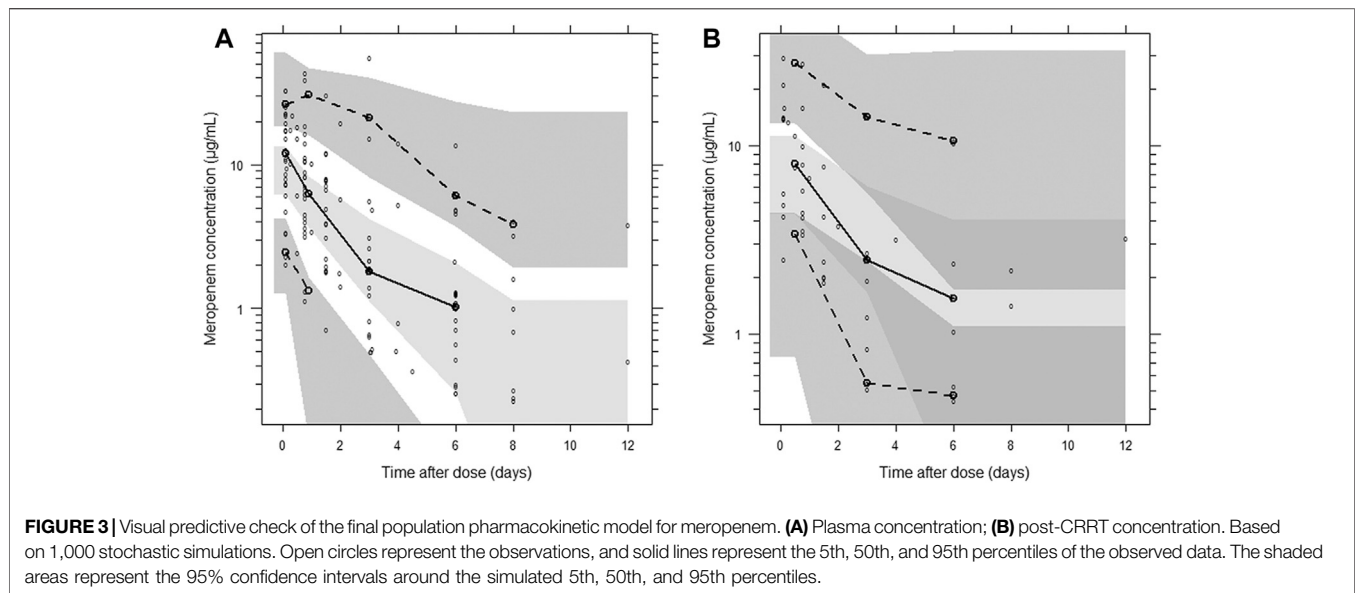 A
B
Meropenem concentration (µg/mL)
10
1
0 2 4 6 8 10 12
Time after dose (days)
Meropenem concentration (µg/mL)
10
1
0 2 4 6 8 10 12
Time after dose (days)
FIGURE 3 | Visual predictive check of the final population pharmacokinetic model for meropenem. (A) Plasma concentration; (B) post-CRRT concentration. Based
on 1,000 stochastic simulations. Open circles represent the observations, and solid lines represent the 5th, 50th, and 95th percentiles of the observed data. The shaded
areas represent the 95% confidence intervals around the simulated 5th, 50th, and 95th percentiles.